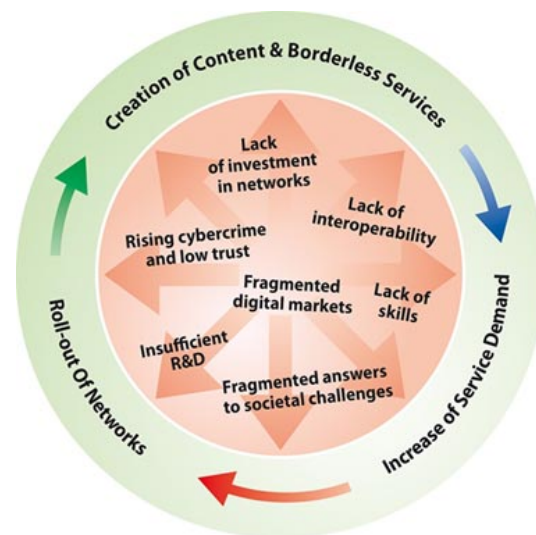 Creation of Content & Borderless Services
Lack
of investment
in networks
Lack of
interoperability
Rising cybercrime
and low trust
Fragmented
digital markets
Lack of
skills
Insufficient
R&D
Fragmented answers
to societal challenges
Increase of Service Demand
Roll-out Of Networks